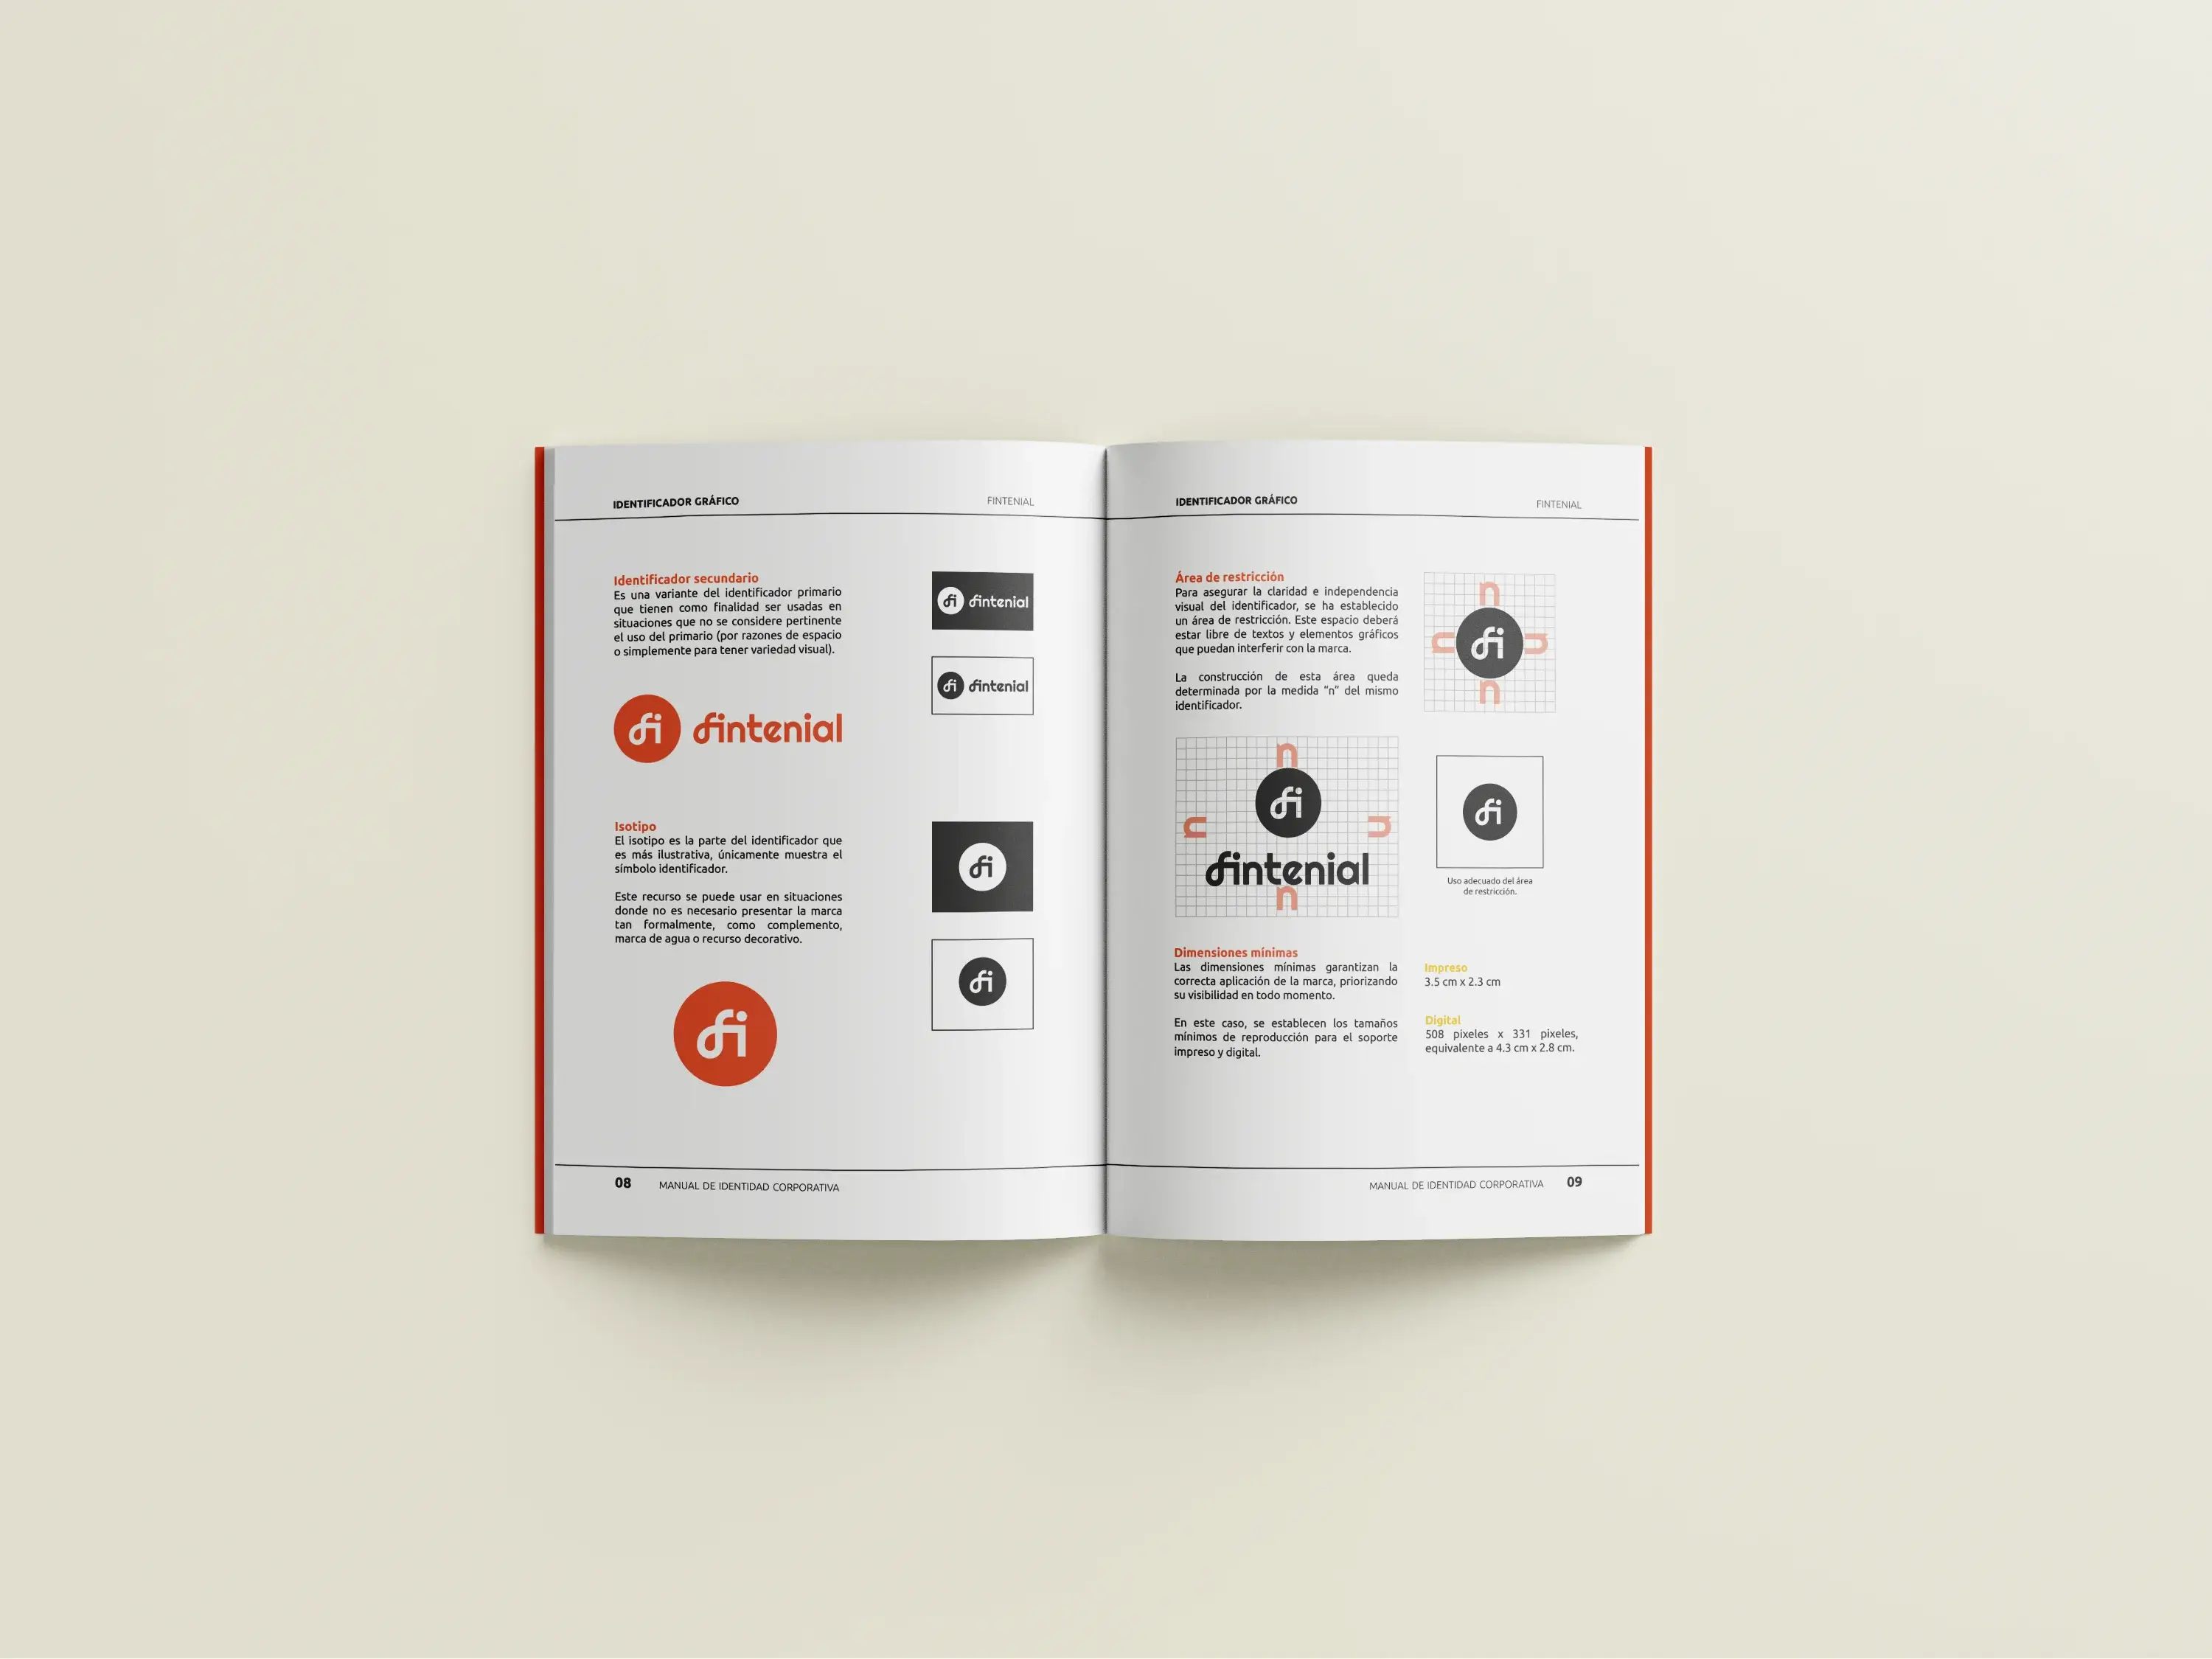 IDENTIFICADOR GRÁFICO
FINTENIAL
Identificador secundario
Es una variante del identificador primario
que tienen como finalidad ser usadas en
situaciones que no se considere pertinente
el uso del primario (por razones de espacio
o simplemente para tener variedad visual).
fi fintenial
fi fintenial
fi fintenial
Isotipo
El isotipo es la parte del identificador que
es más ilustrativa, únicamente muestra el
símbolo identificador.
Este recurso se puede usar en situaciones
donde no es necesario presentar la marca
tan formalmente, como complemento,
marca de agua o recurso decorativo.
fi
fi
fi
08 MANUAL DE IDENTIDAD CORPORATIVA
IDENTIFICADOR GRÁFICO
FINTENIAL
Área de restricción
Para asegurar la claridad e independencia
visual del identificador, se ha establecido
un área de restricción. Este espacio deberá
estar libre de textos y elementos gráficos
que puedan interferir con la marca.
La construcción de esta área queda
determinada por la medida “n” del mismo
identificador.
n
n fi n
n
n
fi
n n
fintenial
n
fi
Uso adecuado del área
de restricción.
Dimensiones mínimas
Las dimensiones mínimas garantizan la
correcta aplicación de la marca, priorizando
su visibilidad en todo momento.
En este caso, se establecen los tamaños
mínimos de reproducción para el soporte
impreso y digital.
Impreso
3.5 cm x 2.3 cm
Digital
508 pixeles x 331 pixeles,
equivalente a 4.3 cm x 2.8 cm.
MANUAL DE IDENTIDAD CORPORATIVA 09